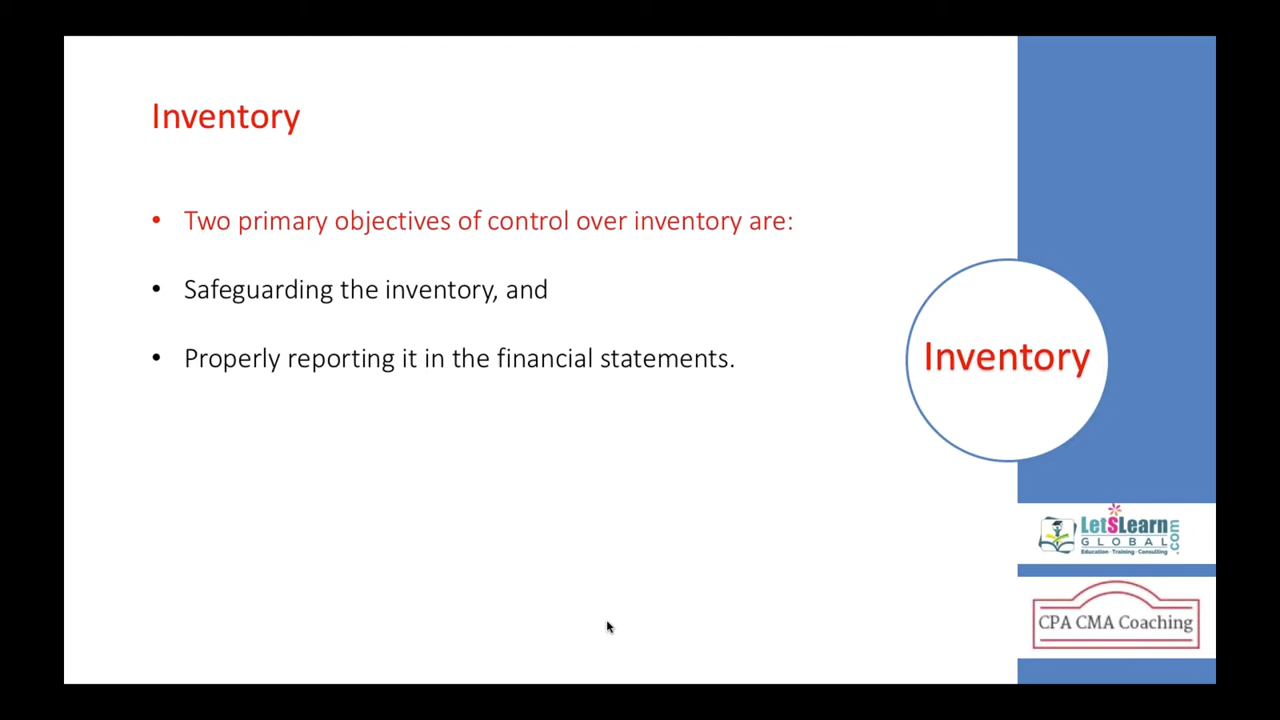 Inventory
• Two primary objectives of control over inventory are:
• Safeguarding the inventory, and
• Properly reporting it in the financial statements.
Inventory
LetSLearn
GLOBAL
.com
Education · Training · Consulting
CPA CMA Coaching